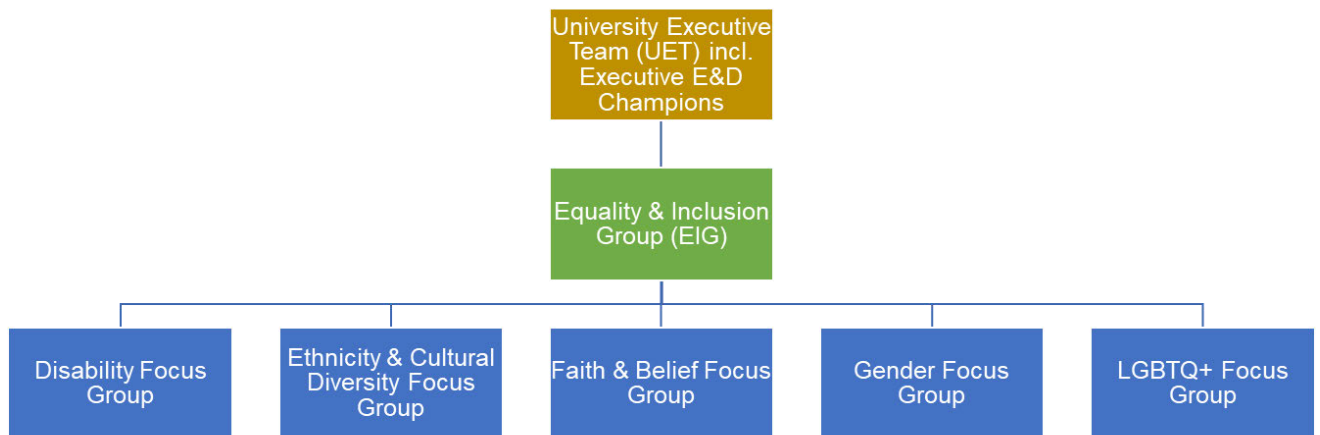 University Executive
Team (UET) incl.
Executive E&D
Champions
Equality & Inclusion
Group (EIG)
Disability Focus
Group
Ethnicity & Cultural
Diversity Focus
Group
Faith & Belief Focus
Group
Gender Focus
Group
LGBTQ+ Focus
Group